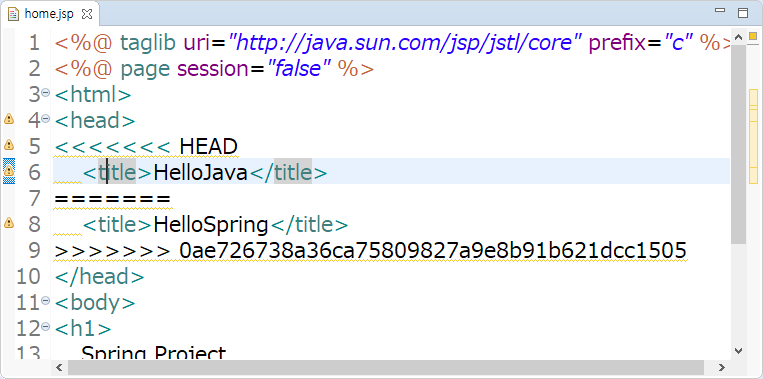 home.jsp
1 <%@ taglib uri="http://java.sun.com/jsp/jstl/core" prefix="c" %>
2 <%@ page session="false" %>
3 <html>
4 <head>
5 <<<<<<< HEAD
6 <title>HelloJava</title>
7 =======
8 <title>HelloSpring</title>
9 >>>>>>> 0ae726738a36ca75809827a9e8b91b621dcc1505
10 </head>
11 <body>
12 <h1>
13 Spring Project